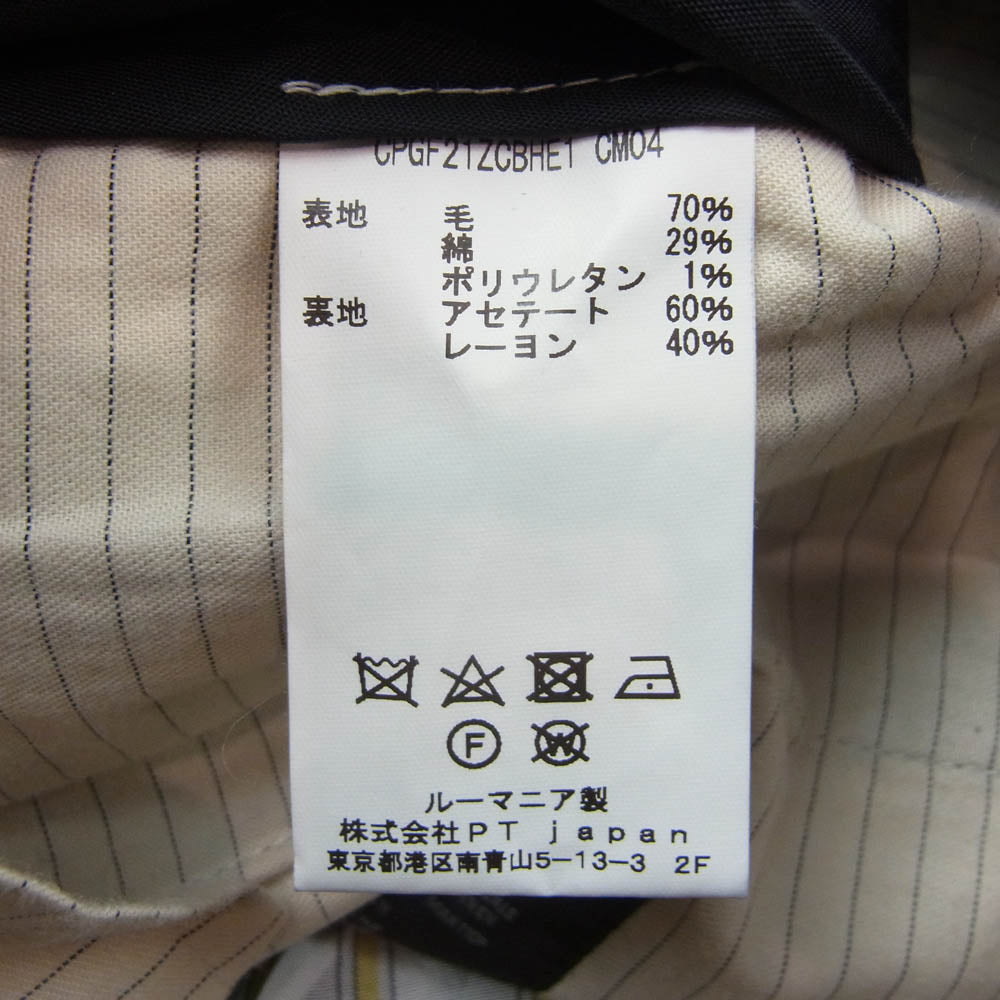 CPGF21ZCBHE1 CM04
表地 毛 70%
綿 29%
ポリウレタン 1%
裏地 アセテート 60%
レーヨン 40%
F W
ルーマニア製
株式会社PT japan
東京都港区南青山5-13-3 2F